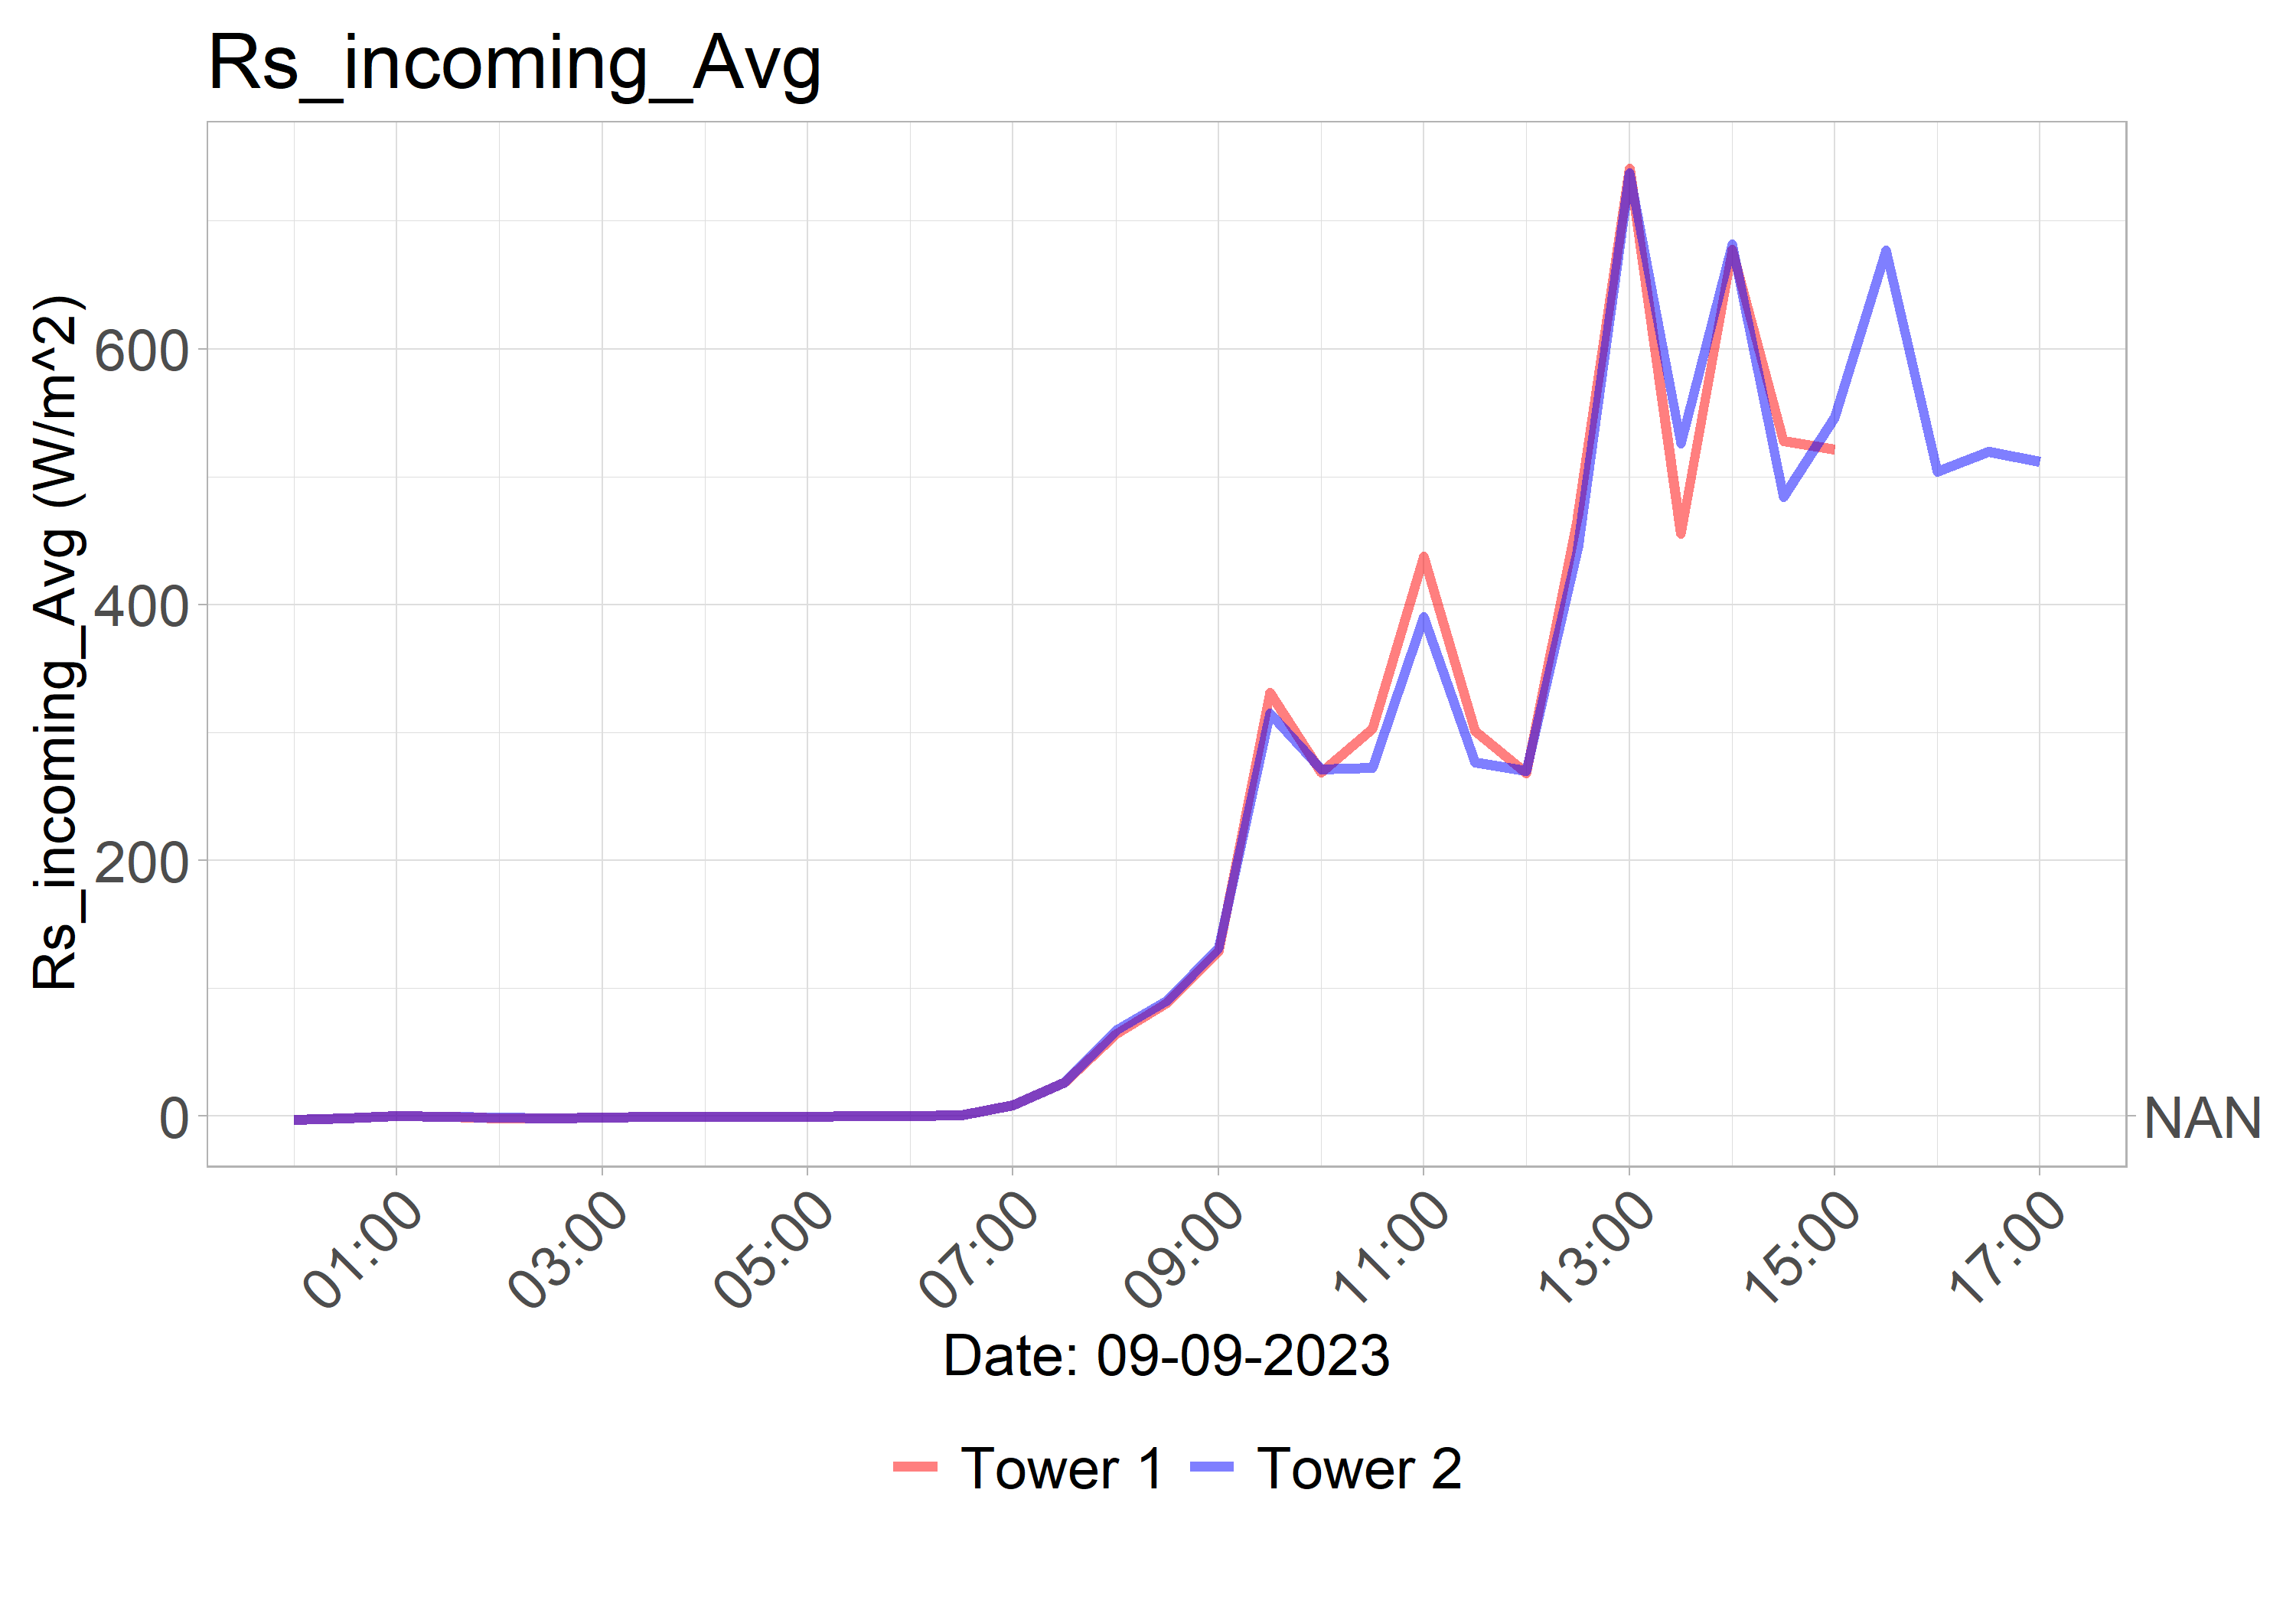 Rs_incoming_Avg
Rs_incoming_Avg (W/m^2)
600
400
200
0
NAN
01:00
03:00
05:00
07:00
09:00
11:00
13:00
15:00
17:00
Date: 09-09-2023
Tower 1
Tower 2